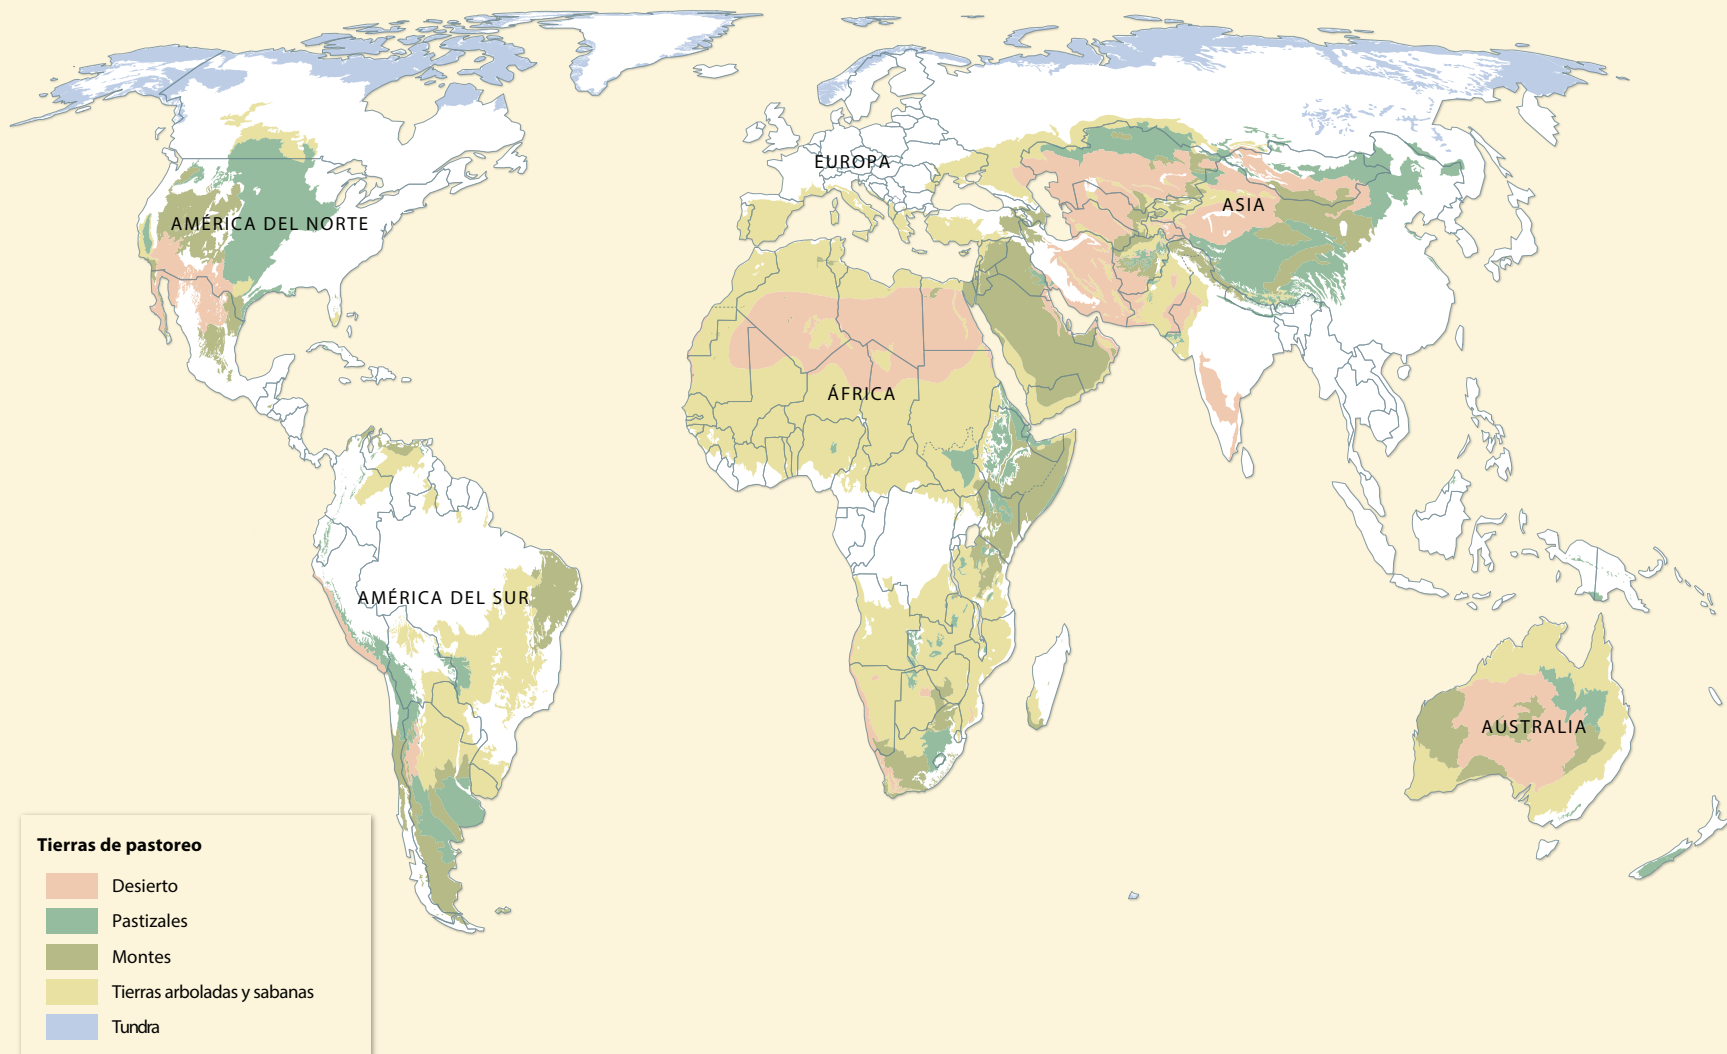 EUROPA
ASIA
AMÉRICA DEL NORTE
ÁFRICA
AMÉRICA DEL SUR
AUSTRALIA
Tierras de pastoreo
Desierto
Pastizales
Montes
Tierras arboladas y sabanas
Tundra